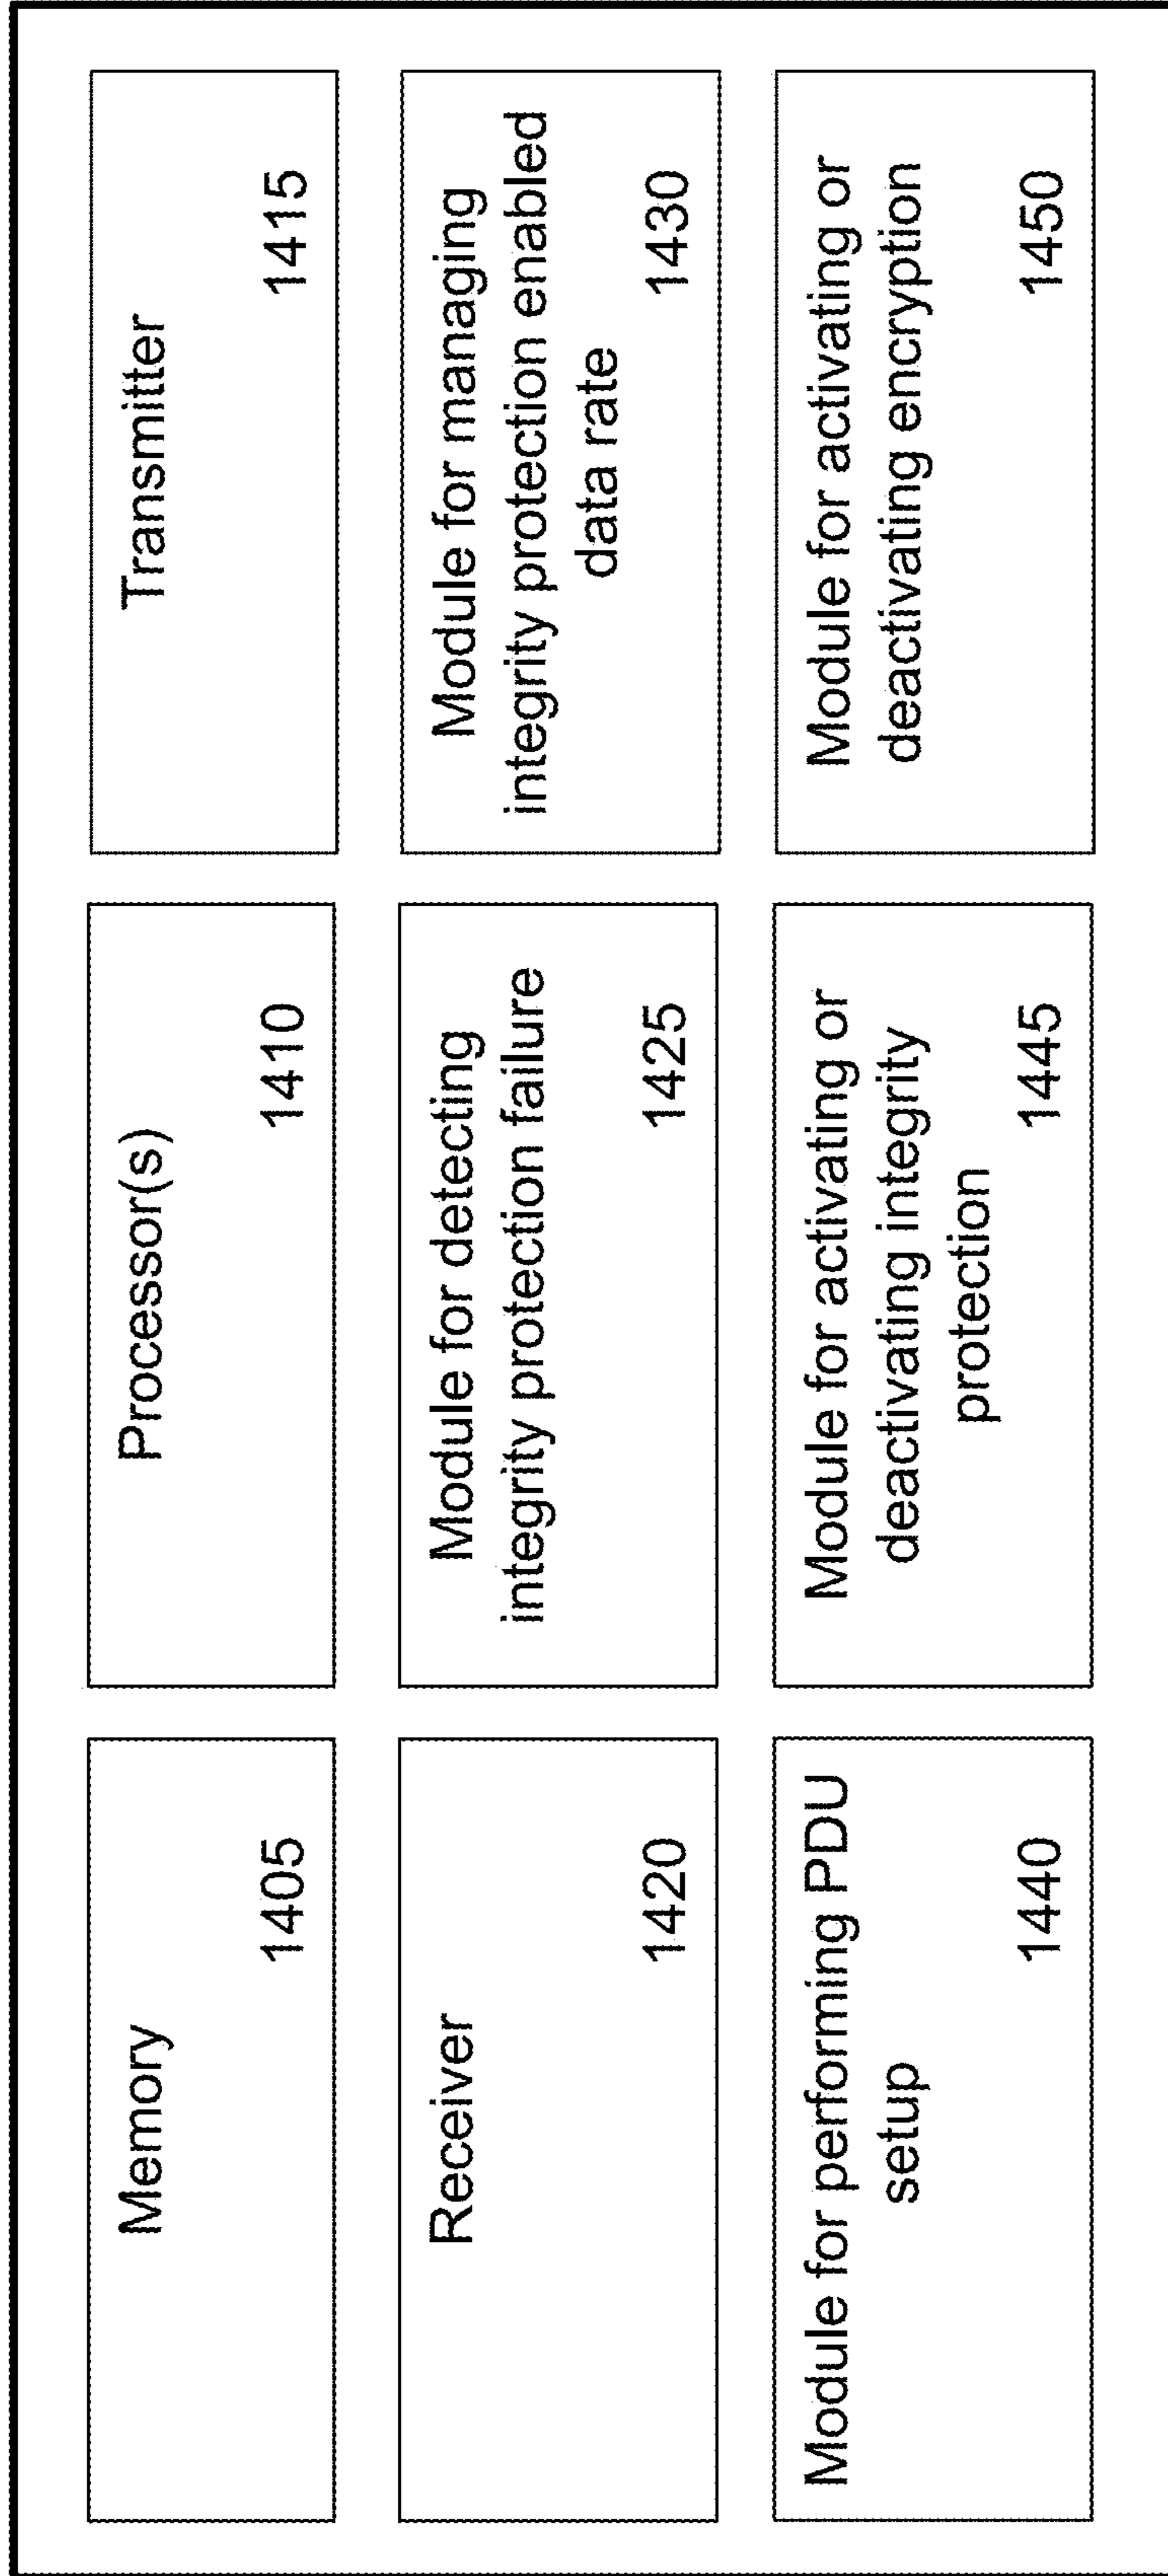 Memory
1405
Processor(s)
1410
Transmitter
1415
Receiver
1420
Module for detecting
integrity protection failure
1425
Module for managing
integrity protection enabled
data rate
1430
Module for performing PDU
setup
1440
Module for activating or
deactivating integrity
protection
1445
Module for activating or
deactivating encryption
1450